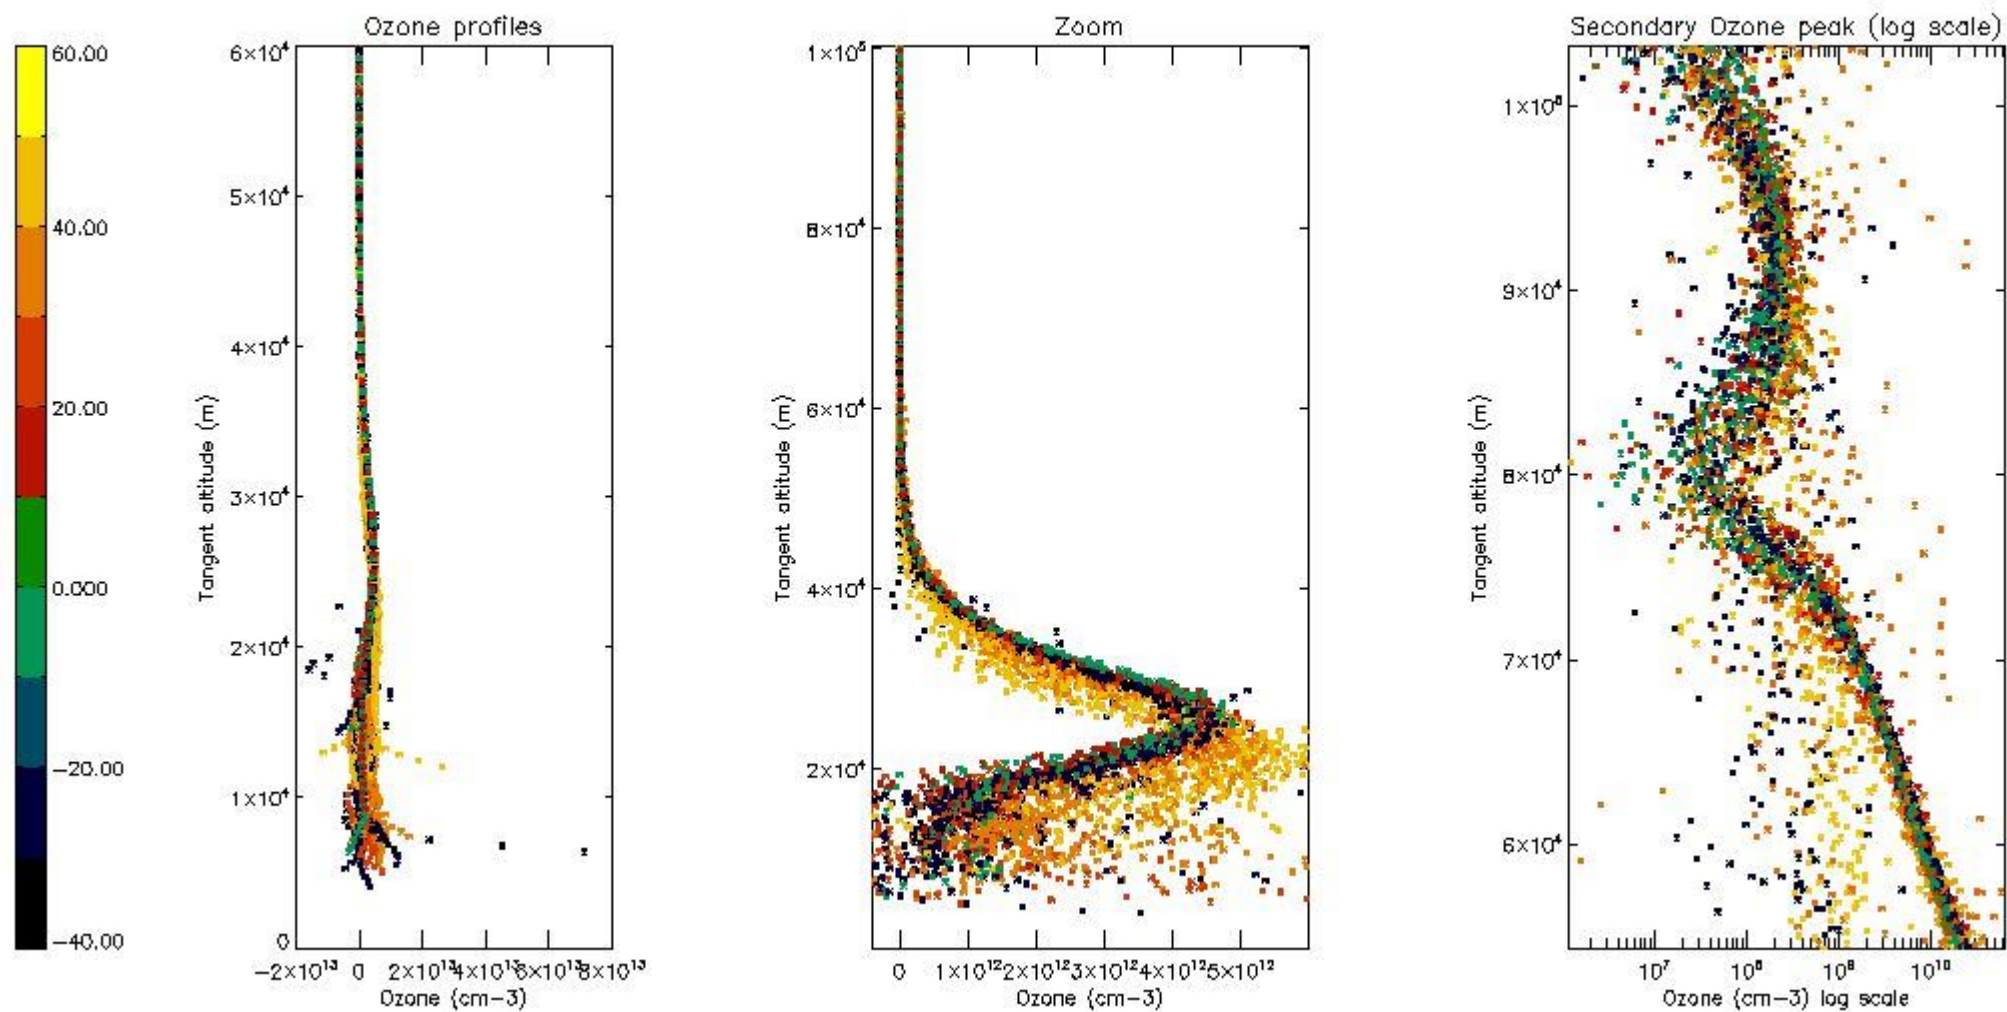 Ozone profiles
Zoom
Secondary Ozone peak (log scale)
60.00
40.00
20.00
0.000
-20.00
-40.00
6×10⁴
5×10⁴
4×10⁴
3×10⁴
2×10⁴
1×10⁴
0
Tangent altitude (m)
-2×10¹³ 0 2×10¹³ 4×10¹³ 6×10¹³ 8×10¹³
Ozone (cm-3)
1×10⁵
8×10⁴
6×10⁴
4×10⁴
2×10⁴
Tangent altitude (m)
0 1×10¹² 2×10¹² 3×10¹² 4×10¹² 5×10¹²
Ozone (cm-3)
1×10⁵
9×10⁴
8×10⁴
7×10⁴
6×10⁴
Tangent altitude (m)
10⁷ 10⁸ 10⁹ 10¹⁰
Ozone (cm-3) log scale